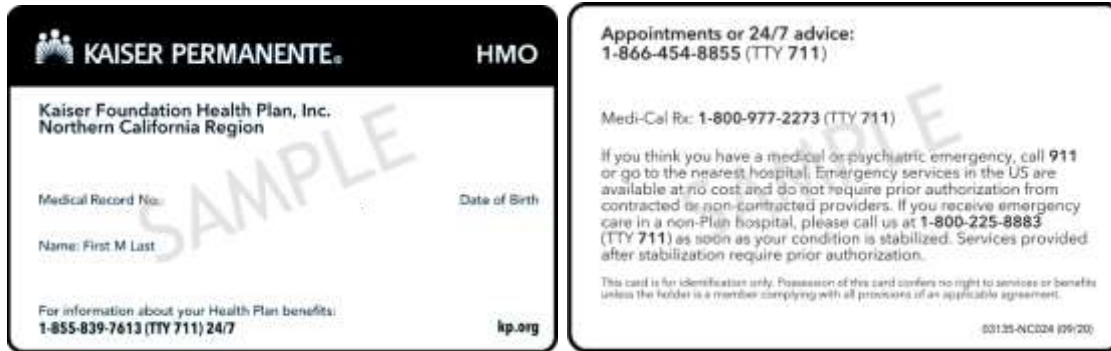 KAISER PERMANENTE®
HMO
Kaiser Foundation Health Plan, Inc.
Northern California Region
SAMPLE
Medical Record No.
Date of Birth
Name: First M Last
For information about your Health Plan benefits:
1-855-839-7613 (TTY 711) 24/7
kp.org
Appointments or 24/7 advice:
1-866-454-8855 (TTY 711)
SAMPLE
Medi-Cal Rx: 1-800-977-2273 (TTY 711)
If you think you have a medical or psychiatric emergency, call 911
or go to the nearest hospital. Emergency services in the US are
available at no cost and do not require prior authorization from
contracted or non-contracted providers. If you receive emergency
care in a non-Plan hospital, please call us at 1-800-225-8883
(TTY 711) as soon as your condition is stabilized. Services provided
after stabilization require prior authorization.
This card is for identification only. Possession of this card confers no right to services or benefits
unless the holder is a member complying with all provisions of an applicable agreement.
03135-NC024 (09/20)